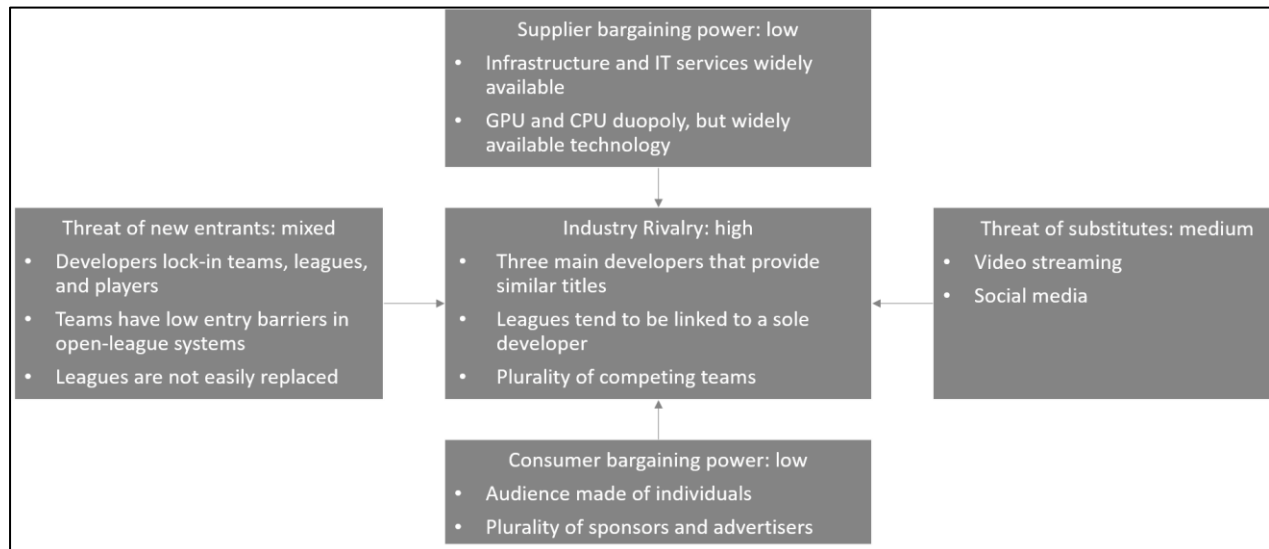 Supplier bargaining power: low
• Infrastructure and IT services widely
available
• GPU and CPU duopoly, but widely
available technology
Threat of new entrants: mixed
• Developers lock-in teams, leagues,
and players
• Teams have low entry barriers in
open-league systems
• Leagues are not easily replaced
Industry Rivalry: high
• Three main developers that provide
similar titles
• Leagues tend to be linked to a sole
developer
• Plurality of competing teams
Threat of substitutes: medium
• Video streaming
• Social media
Consumer bargaining power: low
• Audience made of individuals
• Plurality of sponsors and advertisers